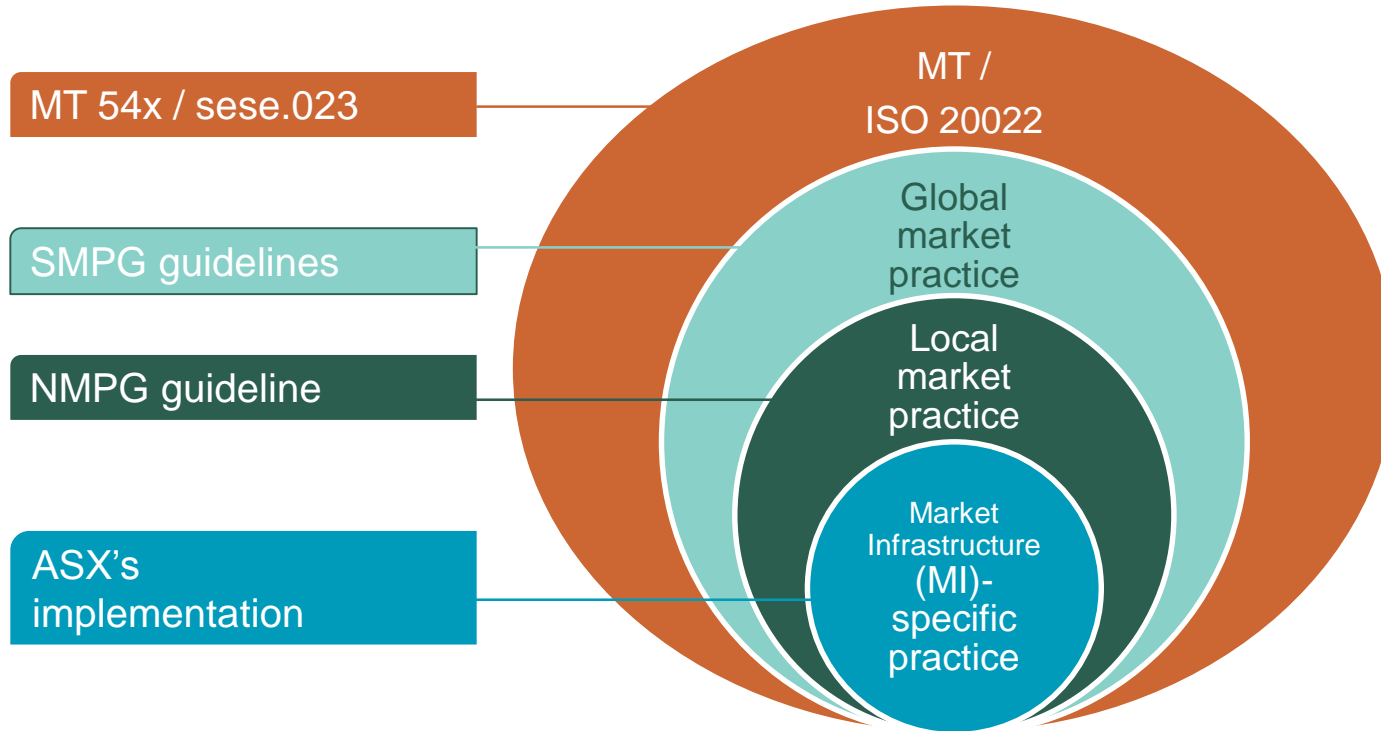 MT 54x / sese.023
SMPG guidelines
NMPG guideline
ASX’s
implementation
MT /
ISO 20022
Global
market
practice
Local
market
practice
Market
Infrastructure
(MI)-
specific
practice